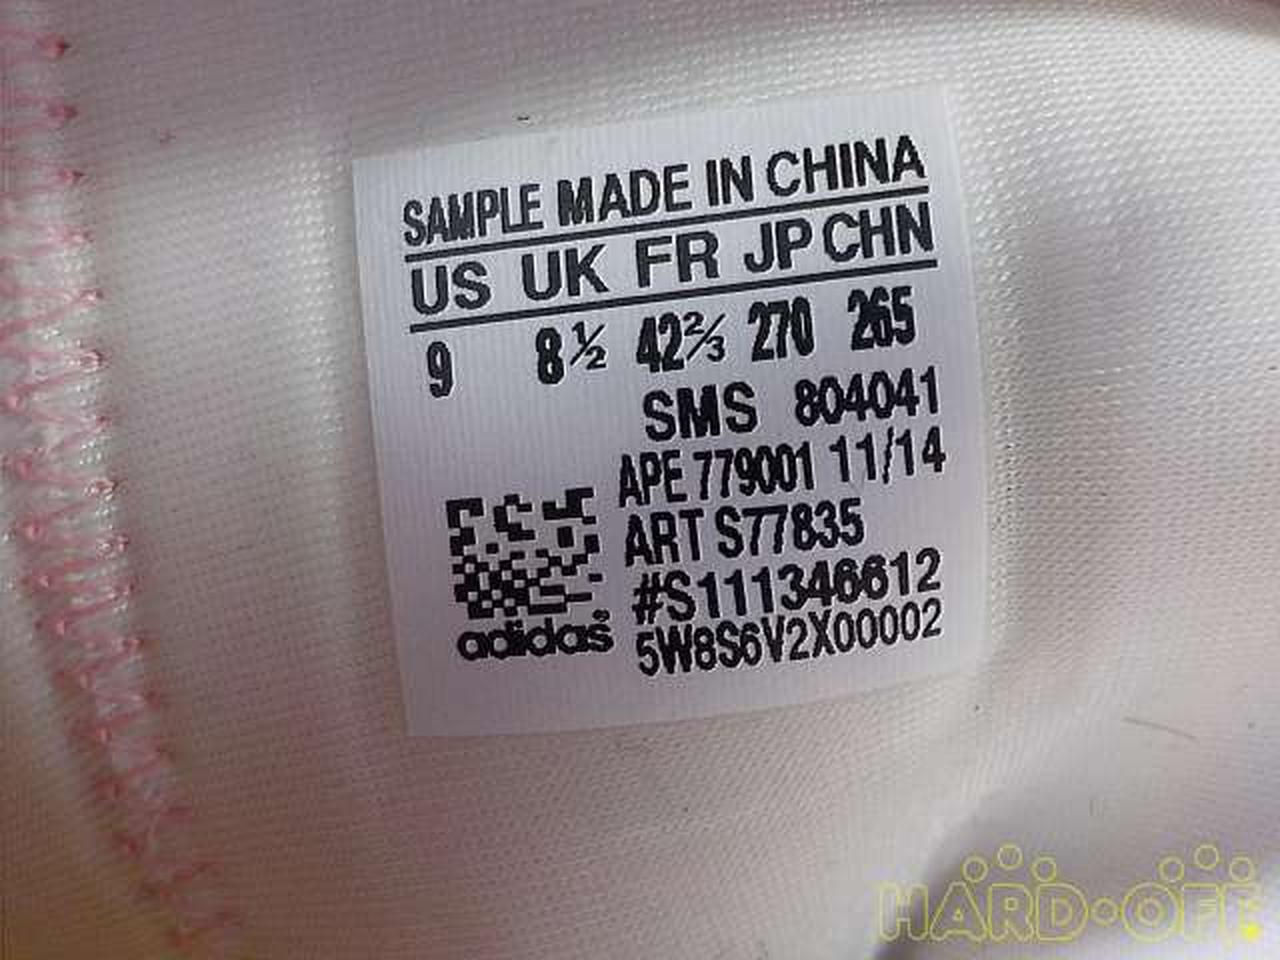 SAMPLE MADE IN CHINA
US UK FR JP CHN
9 8½ 42⅔ 270 265
SMS 804041
APE 779001 11/14
ART S77835
#S111346612
5W8S6V2X00002
adidas®
HARD•OFF